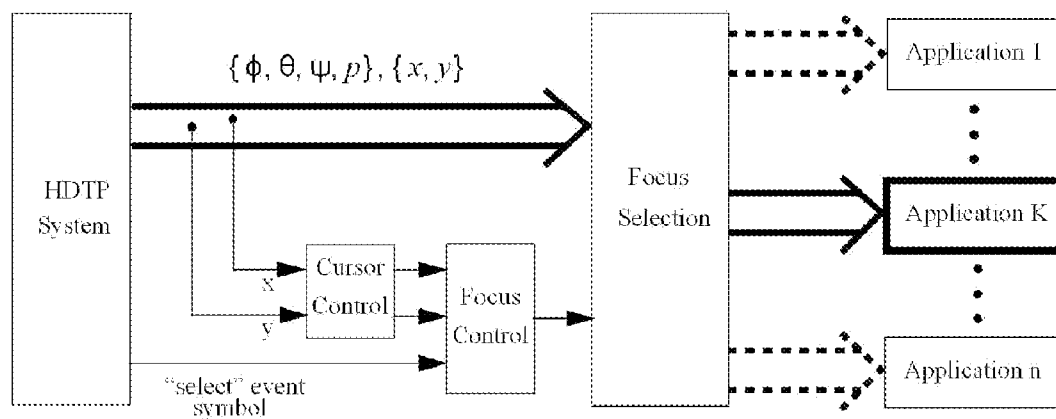 HDTP
System
{ϕ, θ, ψ, p}, {x, y}
x
y
Cursor
Control
Focus
Control
"select" event
symbol
Focus
Selection
Application 1
Application K
Application n